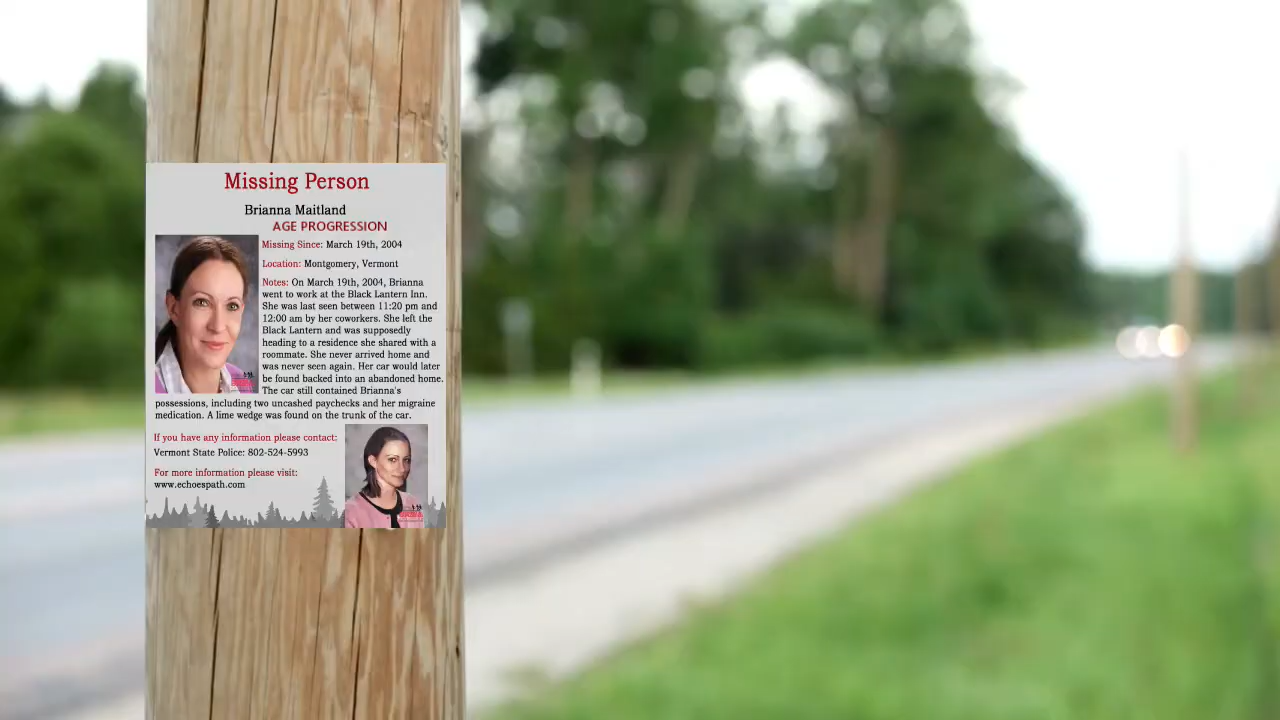 Missing Person
Brianna Maitland
AGE PROGRESSION
Missing Since: March 19th, 2004
Location: Montgomery, Vermont
Notes: On March 19th, 2004, Brianna
went to work at the Black Lantern Inn.
She was last seen between 11:20 pm and
12:00 am by her coworkers. She left the
Black Lantern and was supposedly
heading to a residence she shared with a
roommate. She never arrived home and
was never seen again. Her car would later
be found backed into an abandoned home.
The car still contained Brianna's
possessions, including two uncashed paychecks and her migraine
medication. A lime wedge was found on the trunk of the car.
If you have any information please contact:
Vermont State Police: 802-524-5993
For more information please visit:
www.echoespath.com